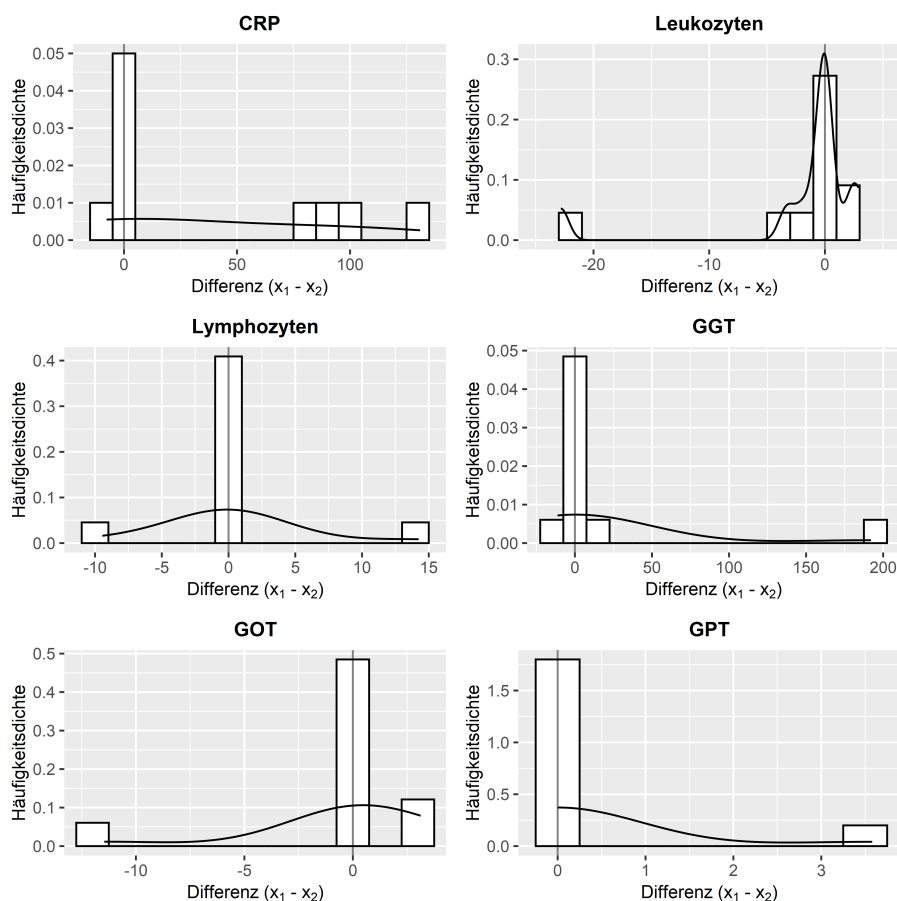 CRP
Häufigkeitsdichte
0.05
0.04
0.03
0.02
0.01
0.00
0
50
100
Differenz (x₁ - x₂)
Leukozyten
Häufigkeitsdichte
0.3
0.2
0.1
0.0
-20
-10
0
Differenz (x₁ - x₂)
Lymphozyten
Häufigkeitsdichte
0.4
0.3
0.1
0.0
-10
-5
0
5
10
15
Differenz (x₁ - x₂)
GGT
Häufigkeitsdichte
0.05
0.04
0.03
0.01
0.00
0
50
100
150
200
Differenz (x₁ - x₂)
GOT
Häufigkeitsdichte
0.5
0.4
0.3
0.2
0.1
0.0
-10
-5
0
Differenz (x₁ - x₂)
GPT
Häufigkeitsdichte
1.5
1.0
0.5
0.0
0
1
2
3
Differenz (x₁ - x₂)